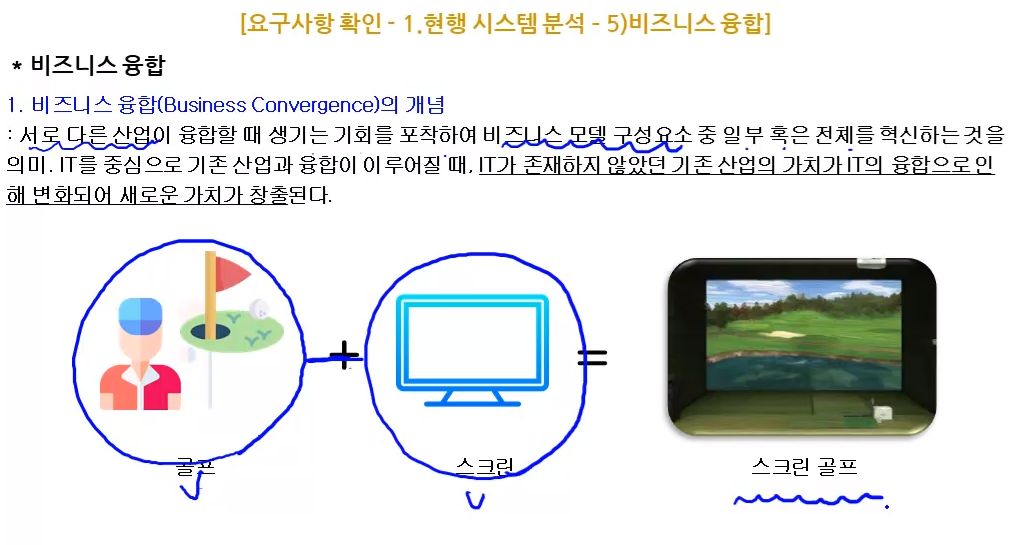 [요구사항 확인 - 1.현행 시스템 분석 - 5)비즈니스 융합]
* 비즈니스 융합
1. 비즈니스 융합(Business Convergence)의 개념
: 서로 다른 산업이 융합할 때 생기는 기회를 포착하여 비즈니스 모델 구성요소 중 일부 혹은 전체를 혁신하는 것을
의미. IT를 중심으로 기존 산업과 융합이 이루어질 때, IT가 존재하지 않았던 기존 산업의 가치가 IT의 융합으로 인
해 변화되어 새로운 가치가 창출된다.
+ =
골프 스크린 스크린 골프